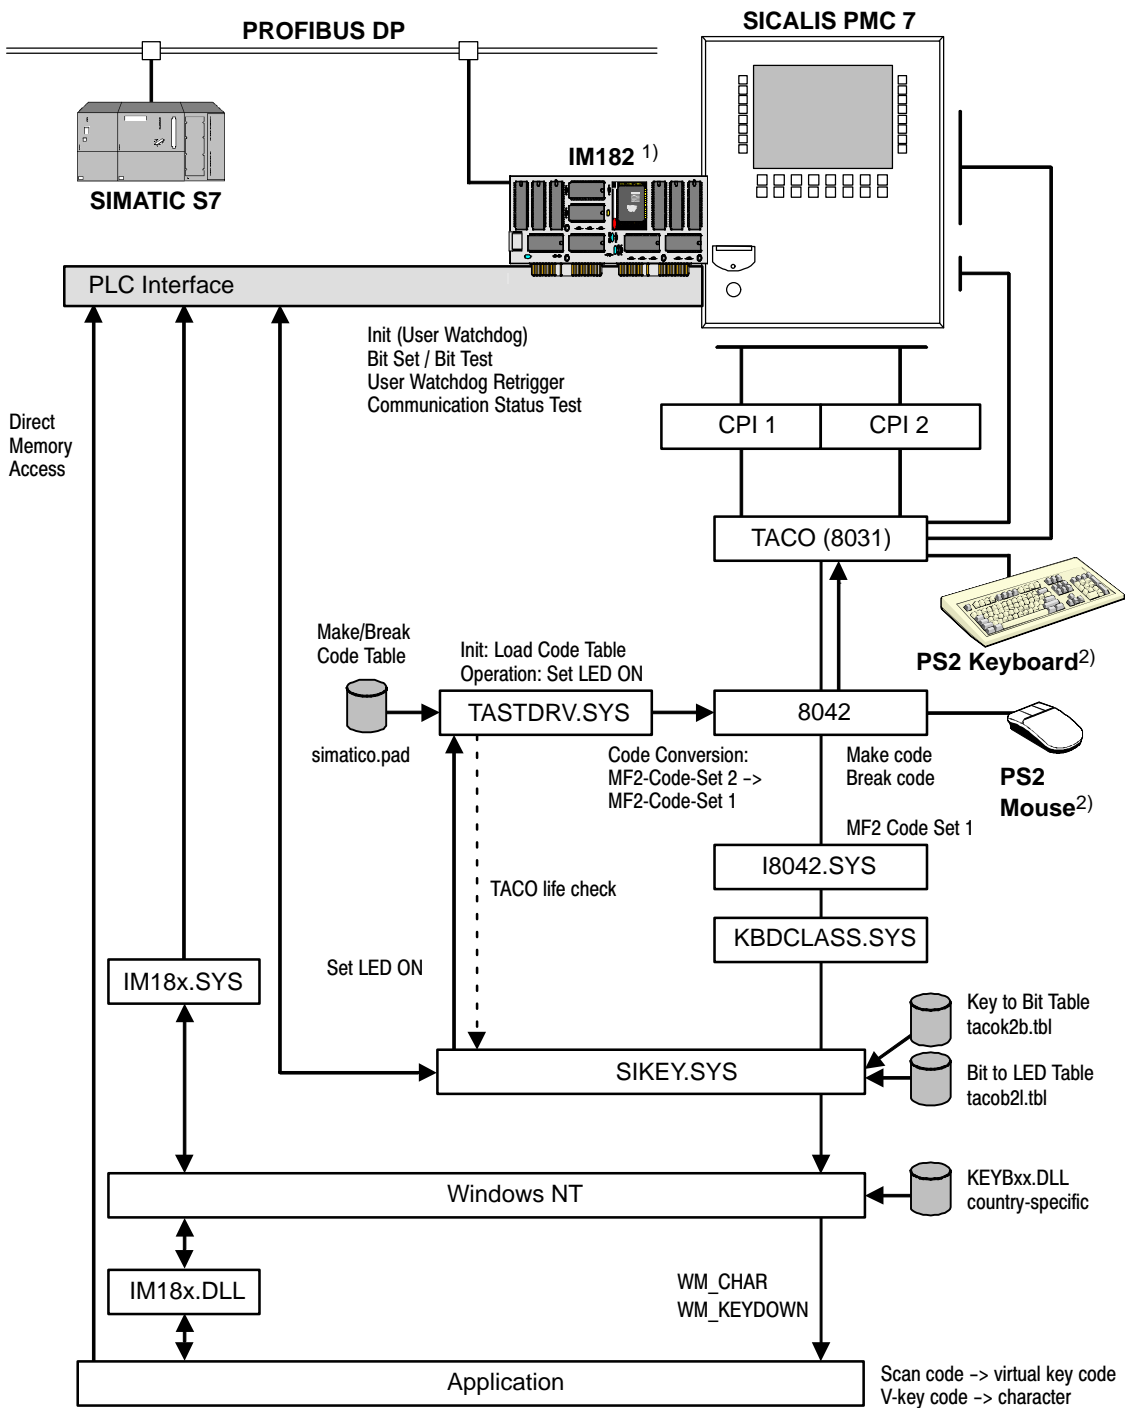 SICALIS PMC 7
PROFIBUS DP
IM182 1)
SIMATIC S7
PLC Interface
Init (User Watchdog)
Bit Set / Bit Test
User Watchdog Retrigger
Communication Status Test
Direct
Memory
Access
CPI 1
CPI 2
TACO (8031)
Make/Break
Code Table
Init: Load Code Table
Operation: Set LED ON
PS2 Keyboard2)
TASTDRV.SYS
8042
simatico.pad
Code Conversion:
MF2-Code-Set 2 –>
MF2-Code-Set 1
Make code
Break code
PS2
Mouse2)
MF2 Code Set 1
I8042.SYS
TACO life check
KBDCLASS.SYS
Set LED ON
IM18x.SYS
Key to Bit Table
tacok2b.tbl
SIKEY.SYS
Bit to LED Table
tacob2l.tbl
Windows NT
KEYBxx.DLL
country-specific
IM18x.DLL
WM_CHAR
WM_KEYDOWN
Application
Scan code –> virtual key code
V-key code –> character